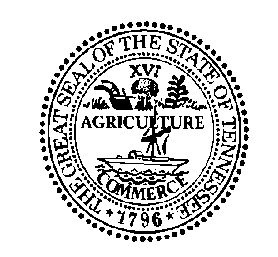 THE GREAT SEAL OF THE STATE OF TENNESSEE
XVI
AGRICULTURE
COMMERCE
1796